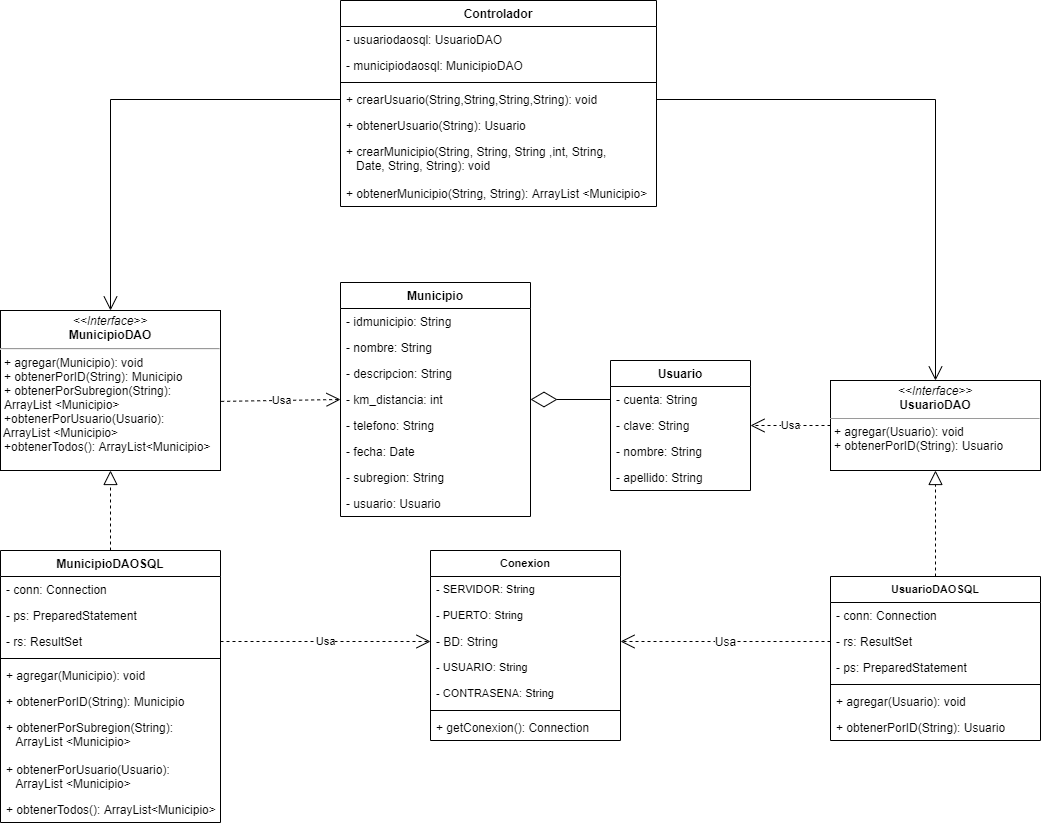 Controlador
- usuariodaosql: UsuarioDAO
- municipiodaosql: MunicipioDAO
+ crearUsuario(String,String,String,String): void
+ obtenerUsuario(String): Usuario
+ crearMunicipio(String, String, String ,int, String,
Date, String, String): void
+ obtenerMunicipio(String, String): ArrayList <Municipio>
<<Interface>>
MunicipioDAO
+ agregar(Municipio): void
+ obtenerPorID(String): Municipio
+ obtenerPorSubregion(String):
ArrayList <Municipio>
+obtenerPorUsuario(Usuario):
ArrayList <Municipio>
+obtenerTodos(): ArrayList<Municipio>
Usa
Municipio
- idmunicipio: String
- nombre: String
- descripcion: String
- km_distancia: int
- telefono: String
- fecha: Date
- subregion: String
- usuario: Usuario
Usuario
- cuenta: String
- clave: String
- nombre: String
- apellido: String
Usa
<<Interface>>
UsuarioDAO
+ agregar(Usuario): void
+ obtenerPorID(String): Usuario
MunicipioDAOSQL
- conn: Connection
- ps: PreparedStatement
- rs: ResultSet
+ agregar(Municipio): void
+ obtenerPorID(String): Municipio
+ obtenerPorSubregion(String):
ArrayList <Municipio>
+ obtenerPorUsuario(Usuario):
ArrayList <Municipio>
+ obtenerTodos(): ArrayList<Municipio>
Usa
Conexion
- SERVIDOR: String
- PUERTO: String
- BD: String
- USUARIO: String
- CONTRASENA: String
+ getConexion(): Connection
Usa
UsuarioDAOSQL
- conn: Connection
- rs: ResultSet
- ps: PreparedStatement
+ agregar(Usuario): void
+ obtenerPorID(String): Usuario